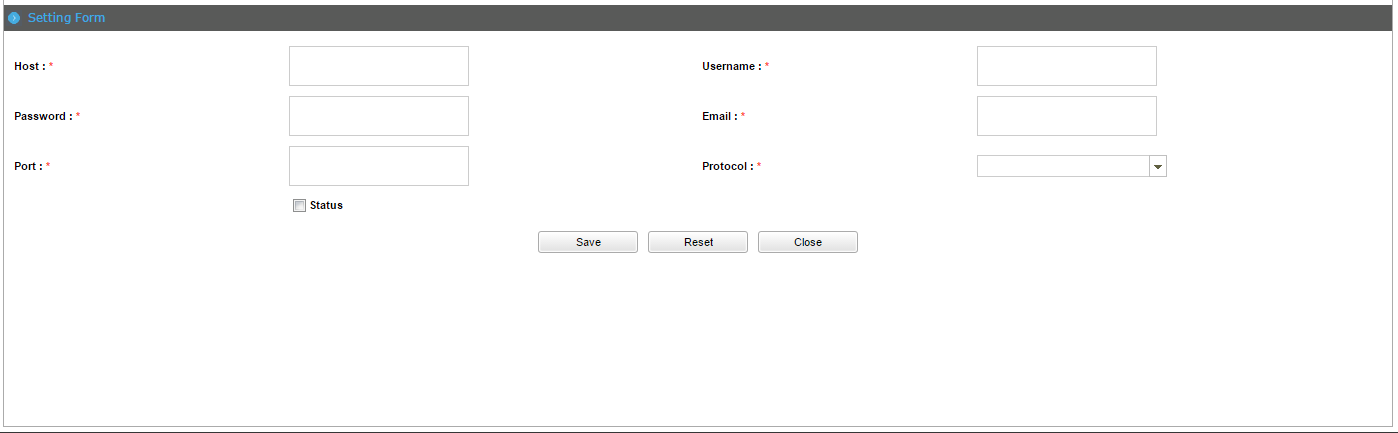 Setting Form
Host : * Username : *
Password : * Email : *
Port : * Protocol : *
Status
Save Reset Close